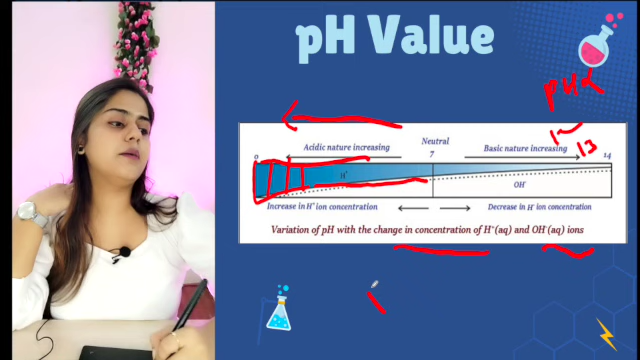 pH Value
pH
1
13
Acidic nature increasing
Neutral
Basic nature increasing
0
7
14
H⁺
OH⁻
Increase in H⁺ ion concentration
Decrease in H⁺ ion concentration
Variation of pH with the change in concentration of H⁺(aq) and OH⁻(aq) ions